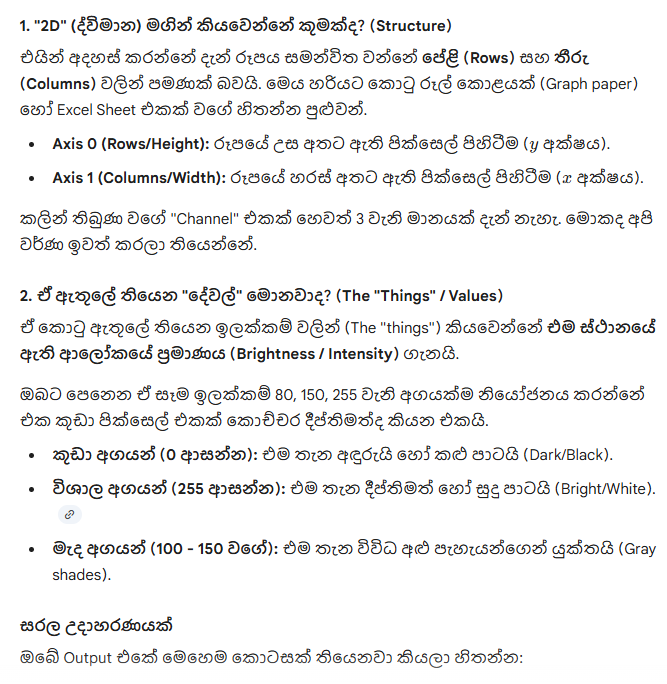 1. "2D" (ද්විමාන) මගින් කියවෙන්නේ කුමක්ද? (Structure)
එයින් අදහස් කරන්නේ දැන් රූපය සමන්විත වන්නේ පේළි (Rows) සහ තීරු
(Columns) වලින් පමණක් බවයි. මෙය හරියට කොටු රූල් කොළයක් (Graph paper)
හෝ Excel Sheet එකක් වගේ හිතන්න පුළුවන්.
• Axis 0 (Rows/Height): රූපයේ උස අතට ඇති පික්සෙල් පිහිටීම (y අක්ෂය).
• Axis 1 (Columns/Width): රූපයේ හරස් අතට ඇති පික්සෙල් පිහිටීම (x අක්ෂය).
කලින් තිබුණ වගේ "Channel" එකක් හෙවත් 3 වැනි මානයක් දැන් නැහැ. මොකද අපි
වර්ණ ඉවත් කරලා තියෙන්නේ.
2. ඒ ඇතුලේ තියෙන "දේවල්" මොනවාද? (The "Things" / Values)
ඒ කොටු ඇතුලේ තියෙන ඉලක්කම් වලින් (The "things") කියවෙන්නේ එම ස්ථානයේ
ඇති ආලෝකයේ ප්‍රමාණය (Brightness / Intensity) ගැනයි.
ඔබට පෙනෙන ඒ සෑම ඉලක්කම් 80, 150, 255 වැනි අගයක්ම නියෝජනය කරන්නේ
එක කුඩා පික්සෙල් එකක් කොච්චර දීප්තිමත්ද කියන එකයි.
• කුඩා අගයන් (0 ආසන්න): එම තැන අඳුරුයි හෝ කළු පාටයි (Dark/Black).
• විශාල අගයන් (255 ආසන්න): එම තැන දීප්තිමත් හෝ සුදු පාටයි (Bright/White).
• මැද අගයන් (100 - 150 වගේ): එම තැන විවිධ අළු පැහැයන්ගෙන් යුක්තයි (Gray
shades).
සරල උදාහරණයක්
ඔබේ Output එකේ මෙහෙම කොටසක් තියෙනවා කියලා හිතන්න: